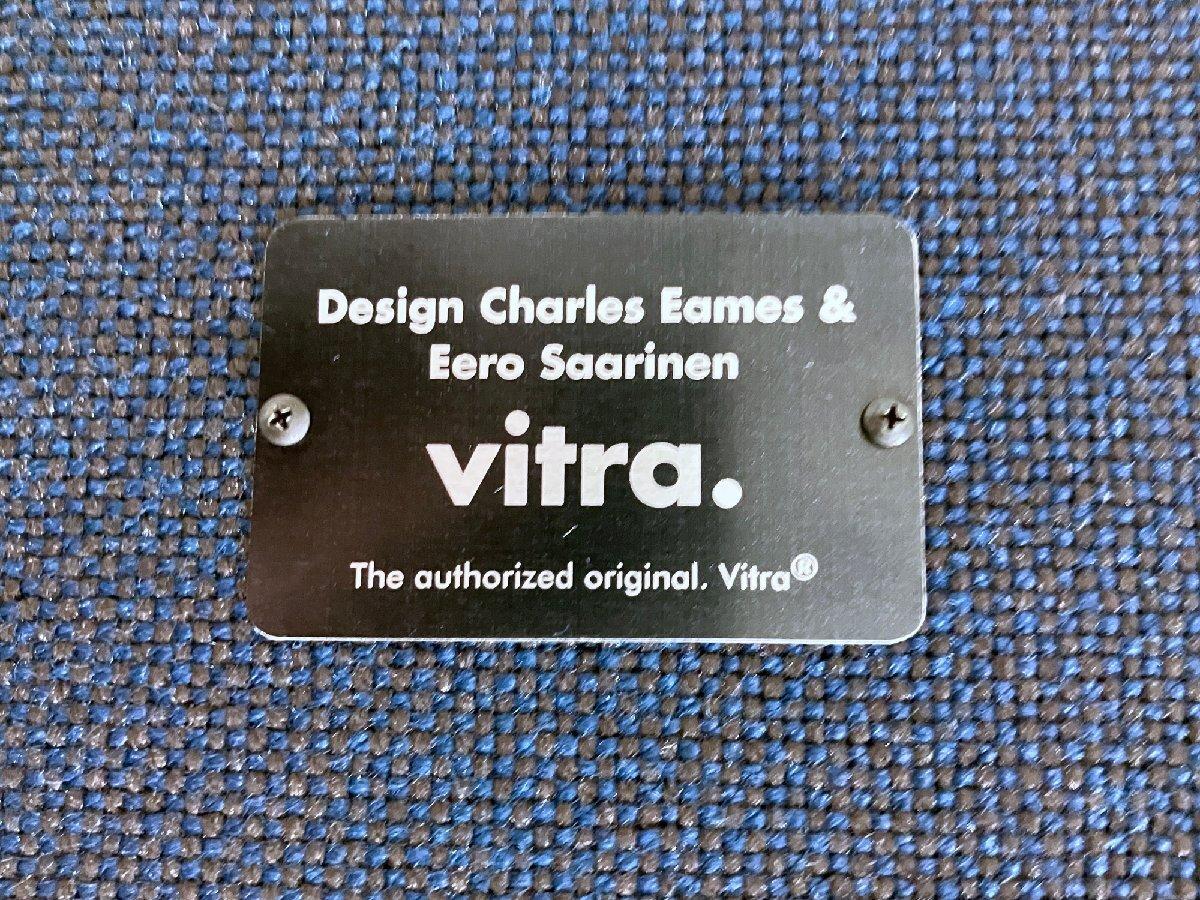 Design Charles Eames &
Eero Saarinen
vitra.
The authorized original. Vitra®